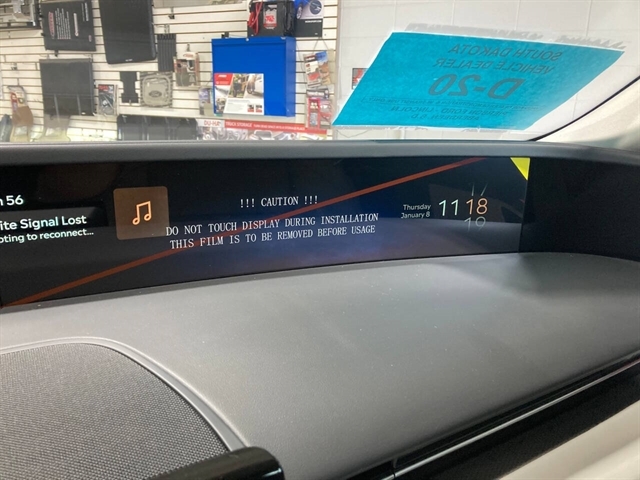 SOUTH DAKOTA
VEHICLE DEALER
D-20
56
!!! CAUTION !!!
DO NOT TOUCH DISPLAY DURING INSTALLATION
THIS FILM IS TO BE REMOVED BEFORE USAGE
ite Signal Lost
pting to reconnect...
Thursday
January 8
11 18